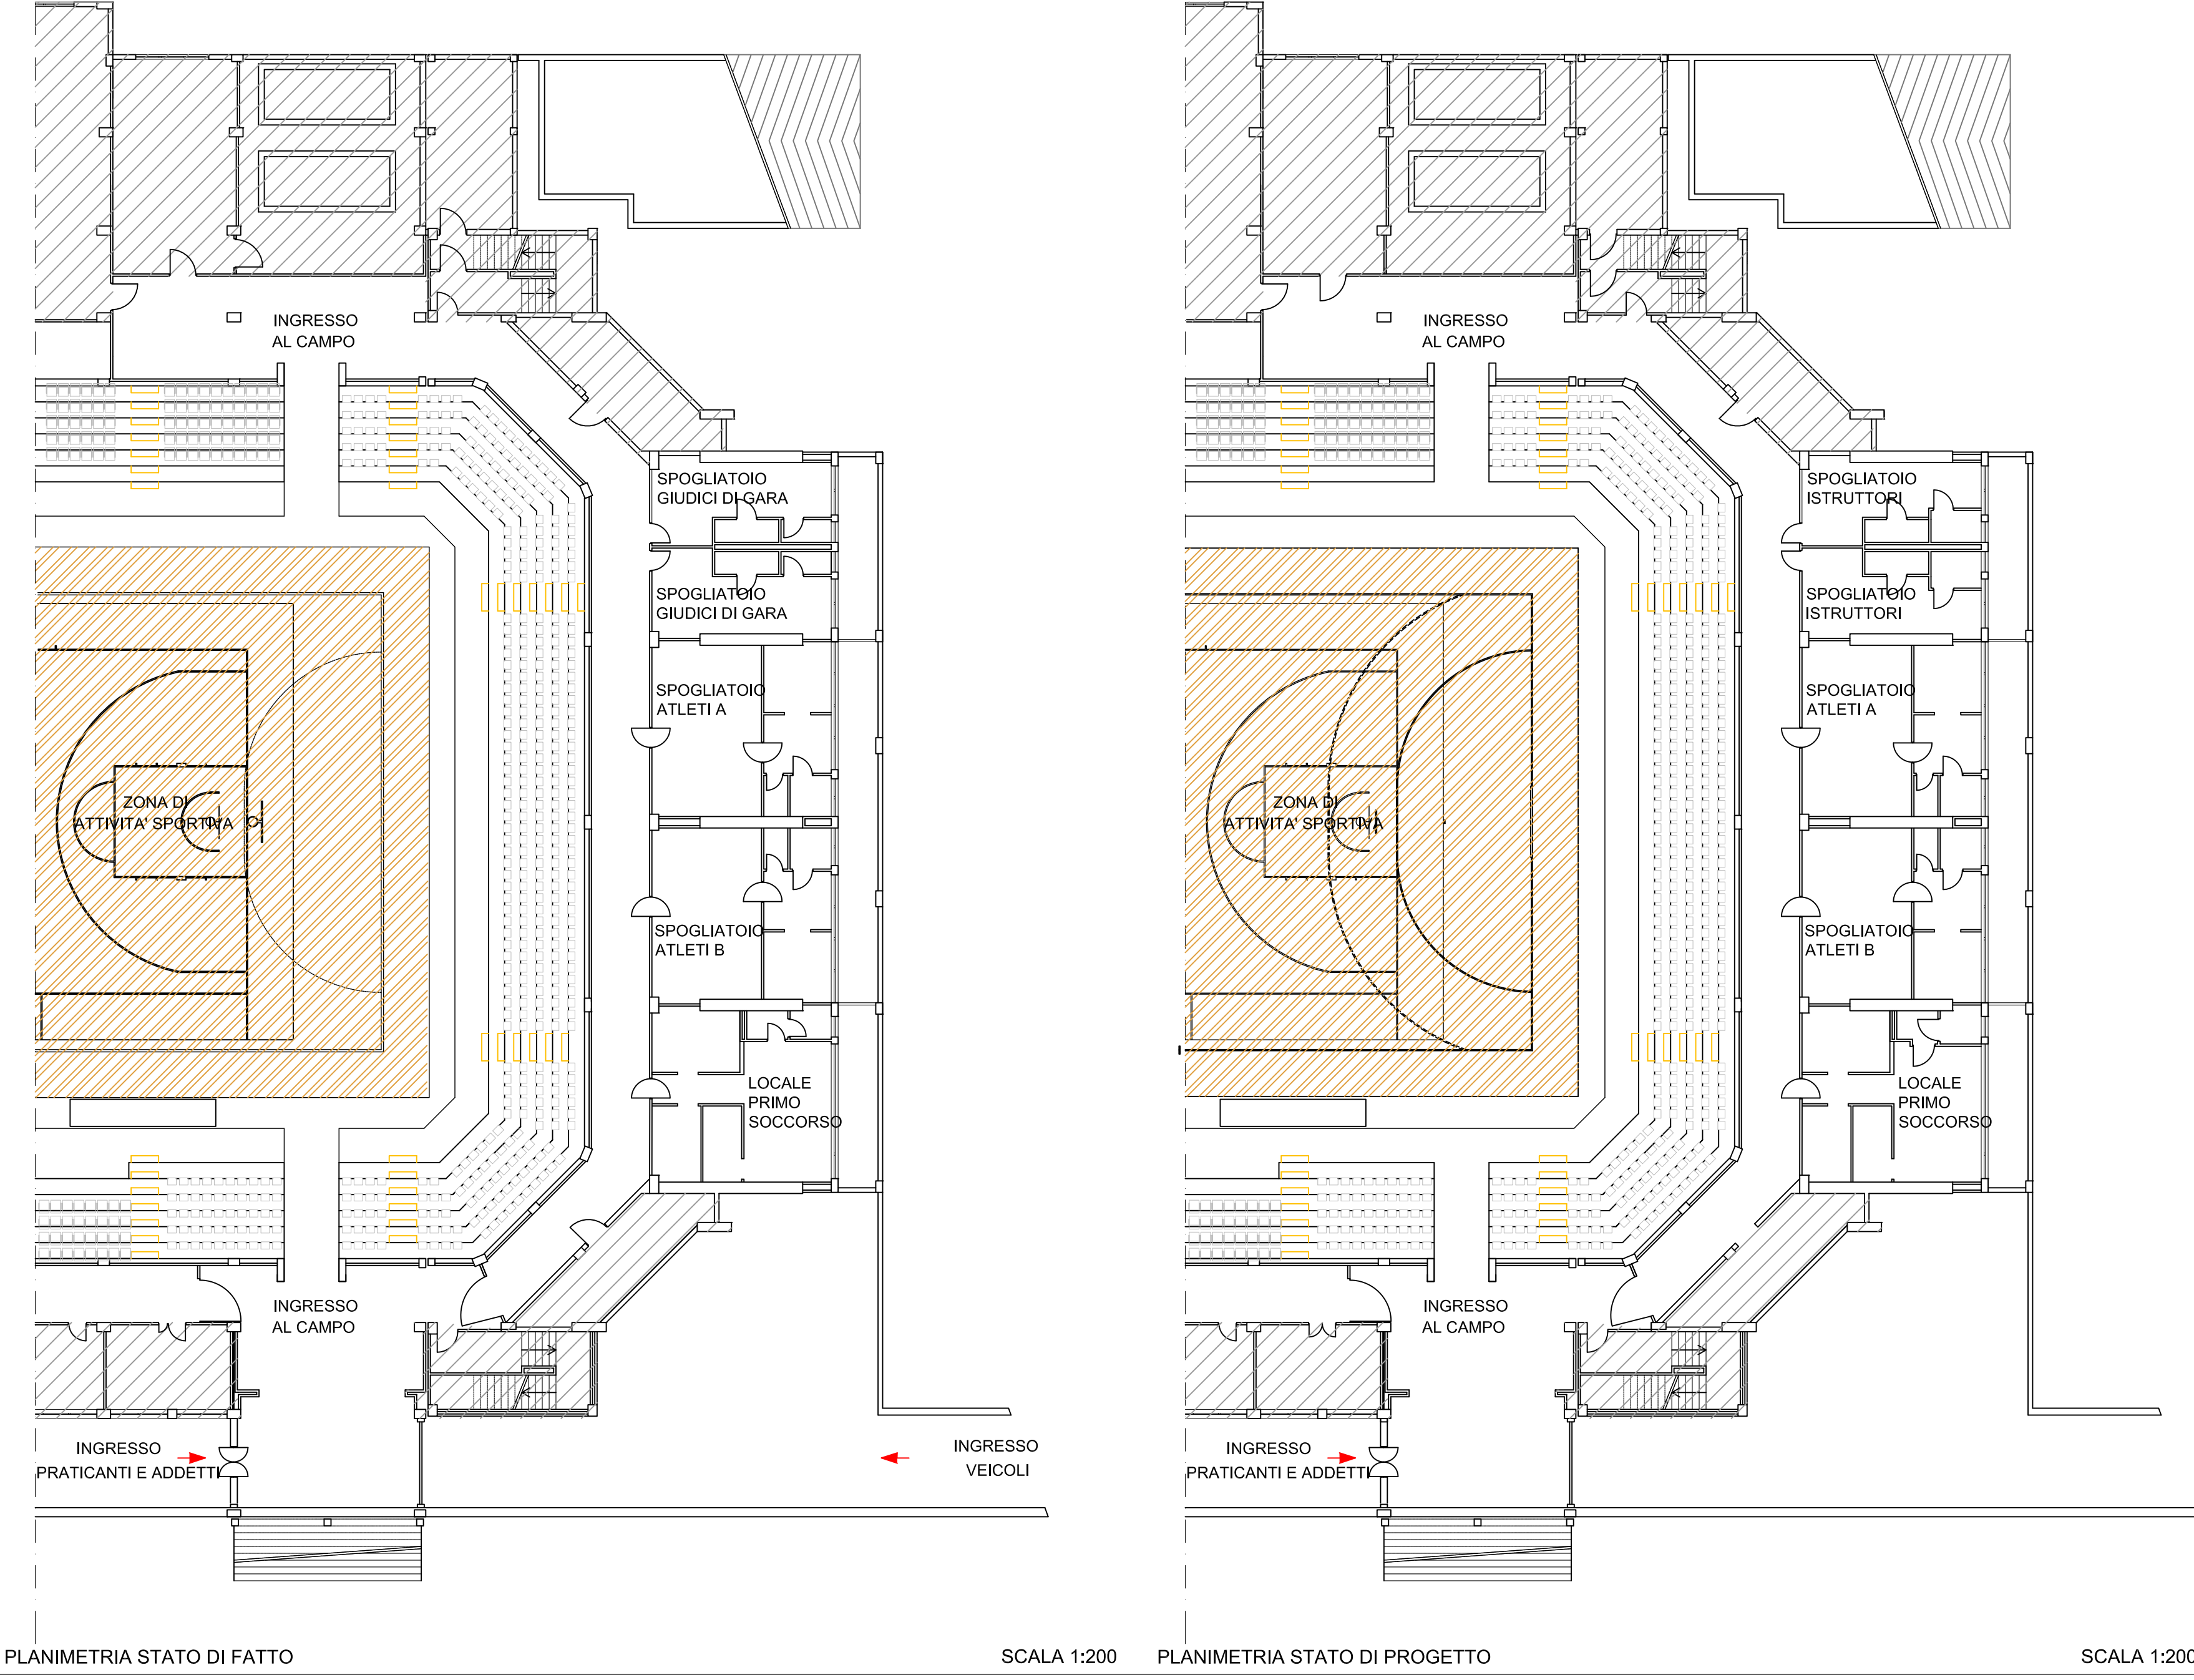 INGRESSO
AL CAMPO
SPOGLIATOIO
GIUDICI DI GARA
SPOGLIATOIO
GIUDICI DI GARA
SPOGLIATOIO
ATLETI A
ZONA DI
ATTIVITA' SPORTIVA
SPOGLIATOIO
ATLETI B
LOCALE
PRIMO
SOCCORSO
INGRESSO
AL CAMPO
INGRESSO
PRATICANTI E ADDETTI
INGRESSO
VEICOLI
PLANIMETRIA STATO DI FATTO
SCALA 1:200
INGRESSO
AL CAMPO
SPOGLIATOIO
ISTRUTTORI
SPOGLIATOIO
ISTRUTTORI
SPOGLIATOIO
ATLETI A
ZONA DI
ATTIVITA' SPORTIVA
SPOGLIATOIO
ATLETI B
LOCALE
PRIMO
SOCCORSO
INGRESSO
AL CAMPO
INGRESSO
PRATICANTI E ADDETTI
PLANIMETRIA STATO DI PROGETTO
SCALA 1:200